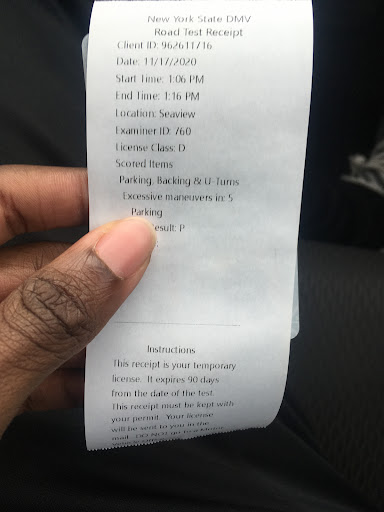 New York State DMV
Road Test Receipt
Client ID: 962611716
Date: 11/17/2020
Start Time: 1:06 PM
End Time: 1:16 PM
Location: Seaview
Examiner ID: 760
License Class: D
Scored Items
Parking, Backing & U-Turns
Excessive maneuvers in: 5
Parking
esult: P
Instructions
This receipt is your temporary
license. It expires 90 days
from the date of the test.
This receipt must be kept with
your permit. Your license
will be sent to you in the
mail. DO NOT